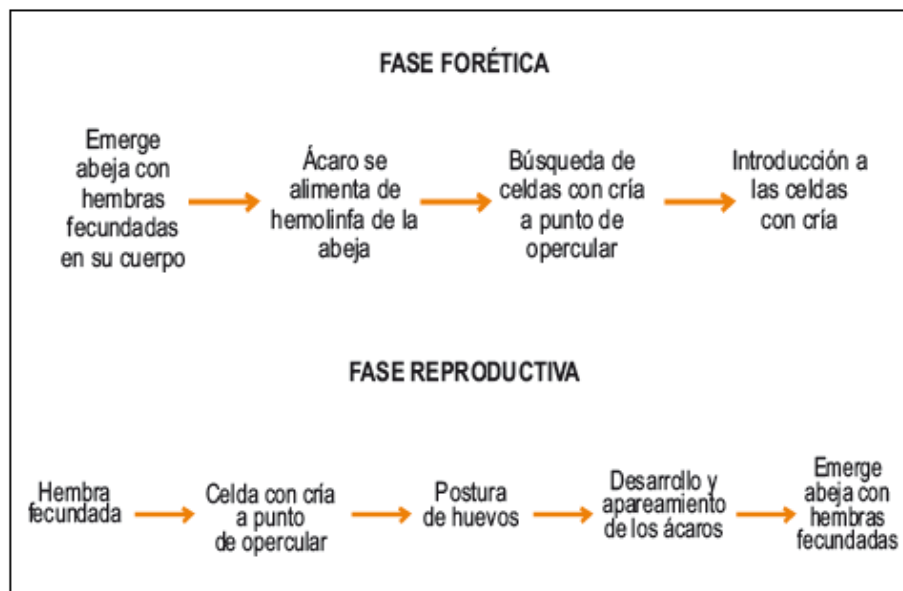 FASE FORÉTICA
Emerge
abeja con
hembras
fecundadas
en su cuerpo
Ácaro se
alimenta de
hemolinfa de la
abeja
Búsqueda de
celdas con cría
a punto de
opercular
Introducción a
las celdas
con cría
FASE REPRODUCTIVA
Hembra
fecundada
Celda con cría
a punto
de opercular
Postura
de huevos
Desarrollo y
apareamiento
de los ácaros
Emerge
abeja con
hembras
fecundadas